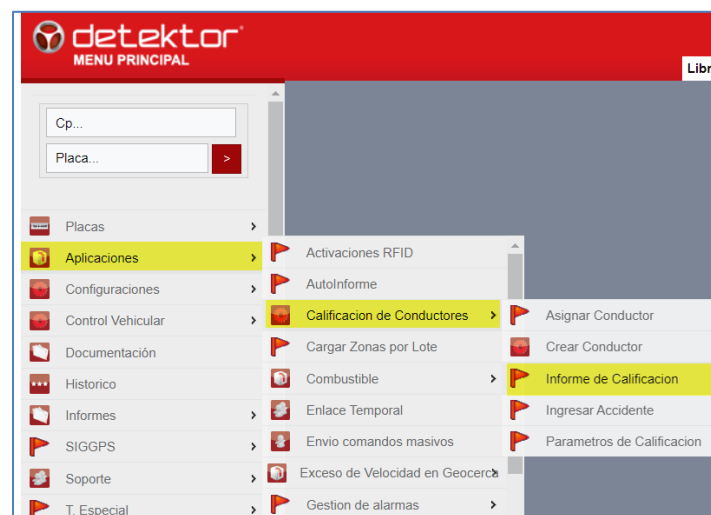 detektor
MENU PRINCIPAL
Libr
Cp...
Placa...
>
Placas
Aplicaciones
Configuraciones
Control Vehicular
Documentación
Historico
Informes
SIGGPS
Soporte
T. Especial
Activaciones RFID
AutoInforme
Calificacion de Conductores
Cargar Zonas por Lote
Combustible
Enlace Temporal
Envio comandos masivos
Exceso de Velocidad en Geocerca
Gestion de alarmas
Asignar Conductor
Crear Conductor
Informe de Calificacion
Ingresar Accidente
Parametros de Calificacion